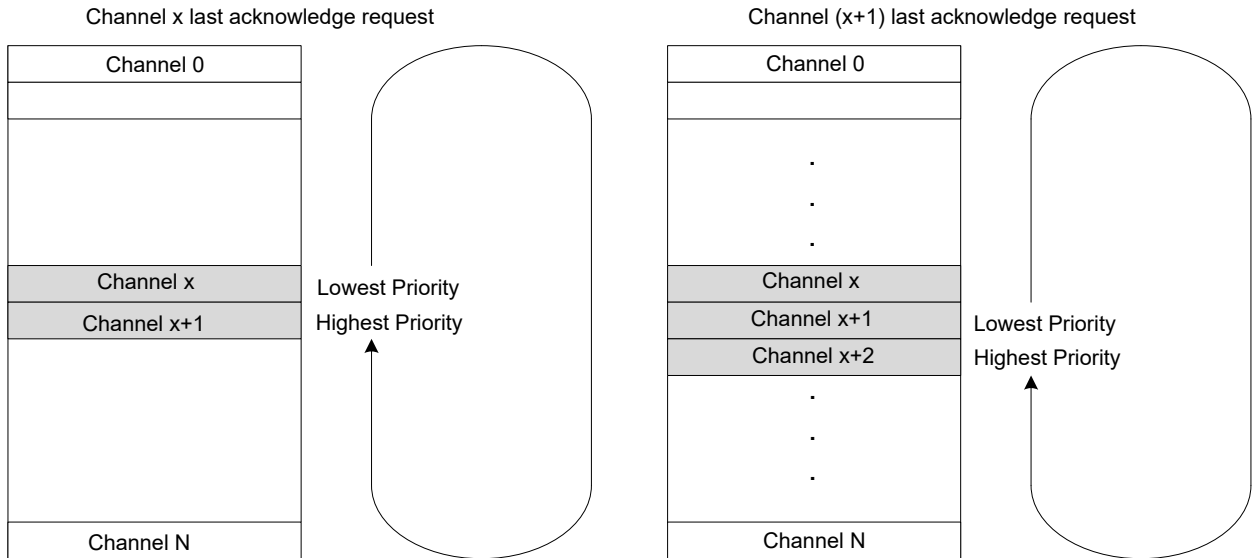 Channel x last acknowledge request
Channel 0
Channel x
Lowest Priority
Channel x+1
Highest Priority
Channel N
Channel (x+1) last acknowledge request
Channel 0
.
.
.
Channel x
Channel x+1
Lowest Priority
Channel x+2
Highest Priority
.
.
.
Channel N